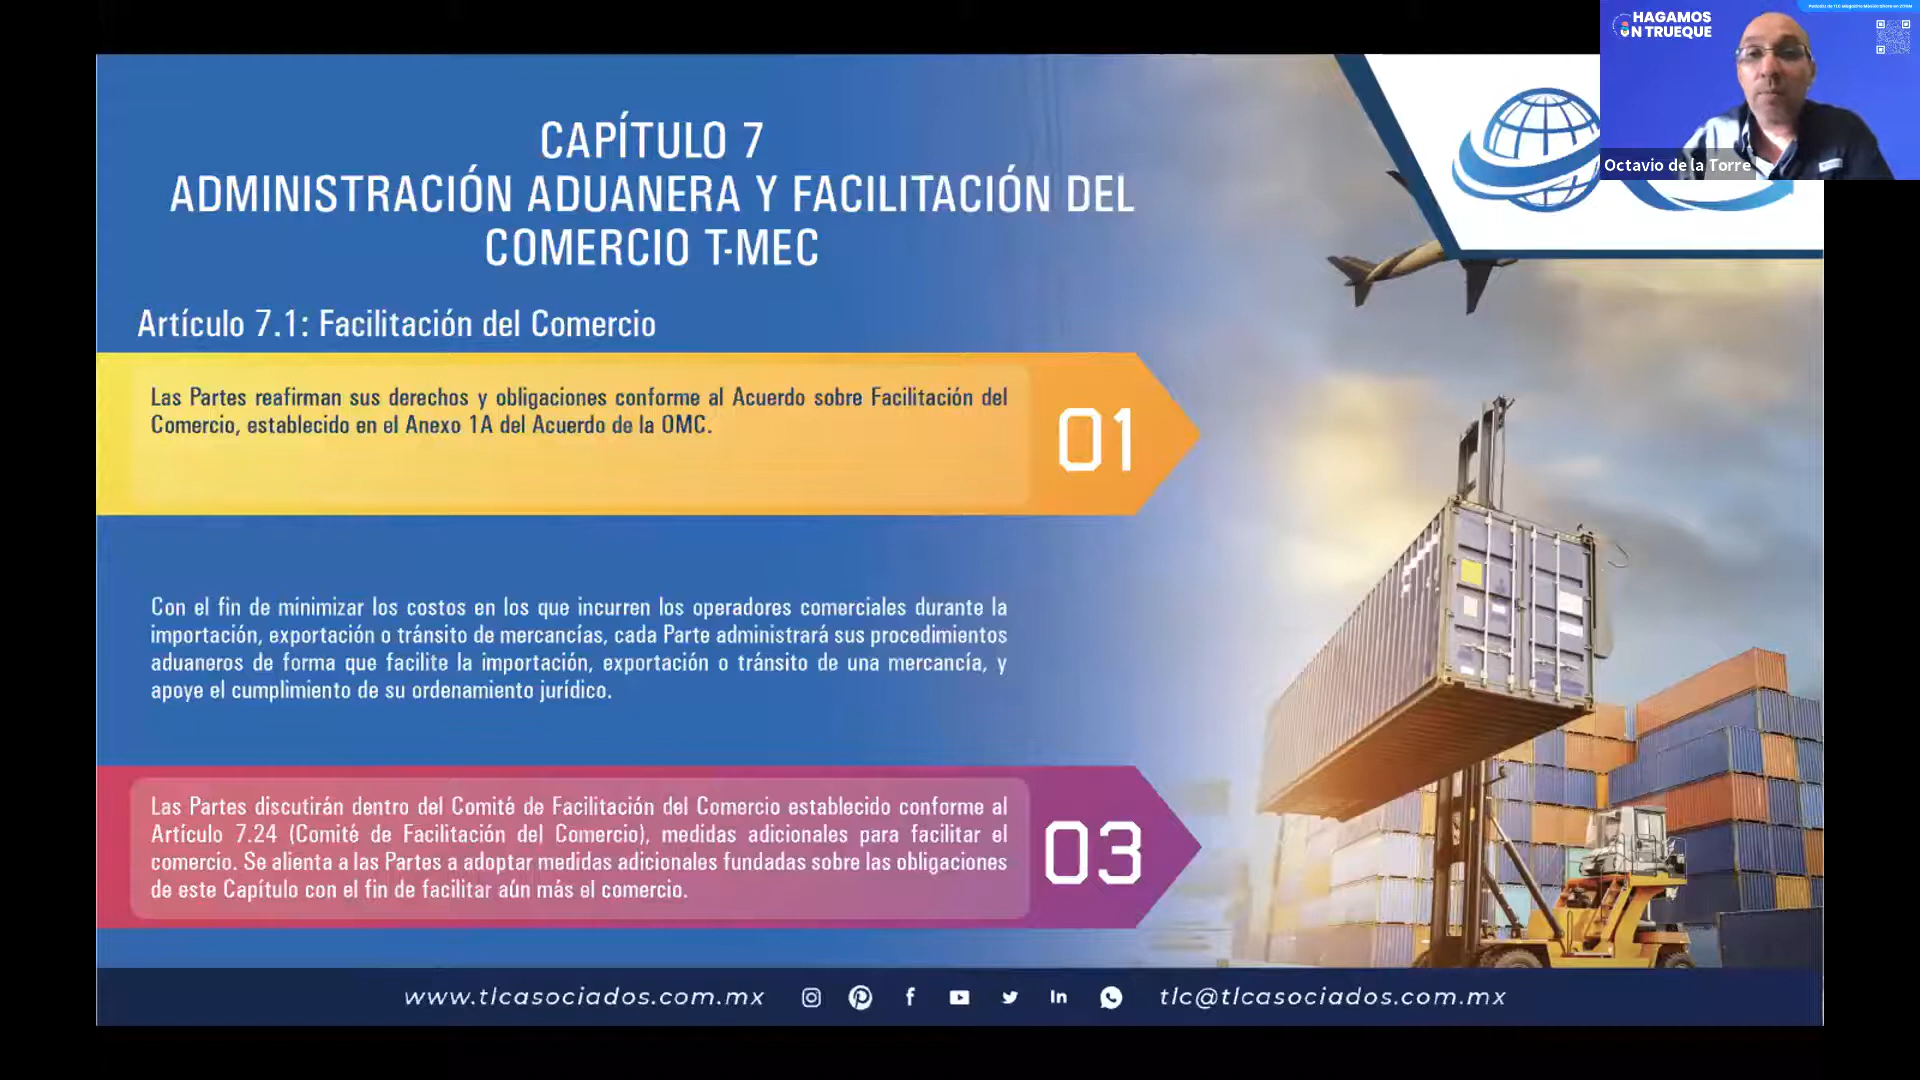 CAPÍTULO 7
ADMINISTRACIÓN ADUANERA Y FACILITACIÓN DEL
COMERCIO T-MEC
Artículo 7.1: Facilitación del Comercio
Las Partes reafirman sus derechos y obligaciones conforme al Acuerdo sobre Facilitación del
Comercio, establecido en el Anexo 1A del Acuerdo de la OMC.
01
Con el fin de minimizar los costos en los que incurren los operadores comerciales durante la
importación, exportación o tránsito de mercancías, cada Parte administrará sus procedimientos
aduaneros de forma que facilite la importación, exportación o tránsito de una mercancía, y
apoye el cumplimiento de su ordenamiento jurídico.
Las Partes discutirán dentro del Comité de Facilitación del Comercio establecido conforme al
Artículo 7.24 (Comité de Facilitación del Comercio), medidas adicionales para facilitar el
comercio. Se alienta a las Partes a adoptar medidas adicionales fundadas sobre las obligaciones
de este Capítulo con el fin de facilitar aún más el comercio.
03
www.tlcasociados.com.mx
tlc@tlcasociados.com.mx
HAGAMOS
UN TRUEQUE
Octavio de la Torre